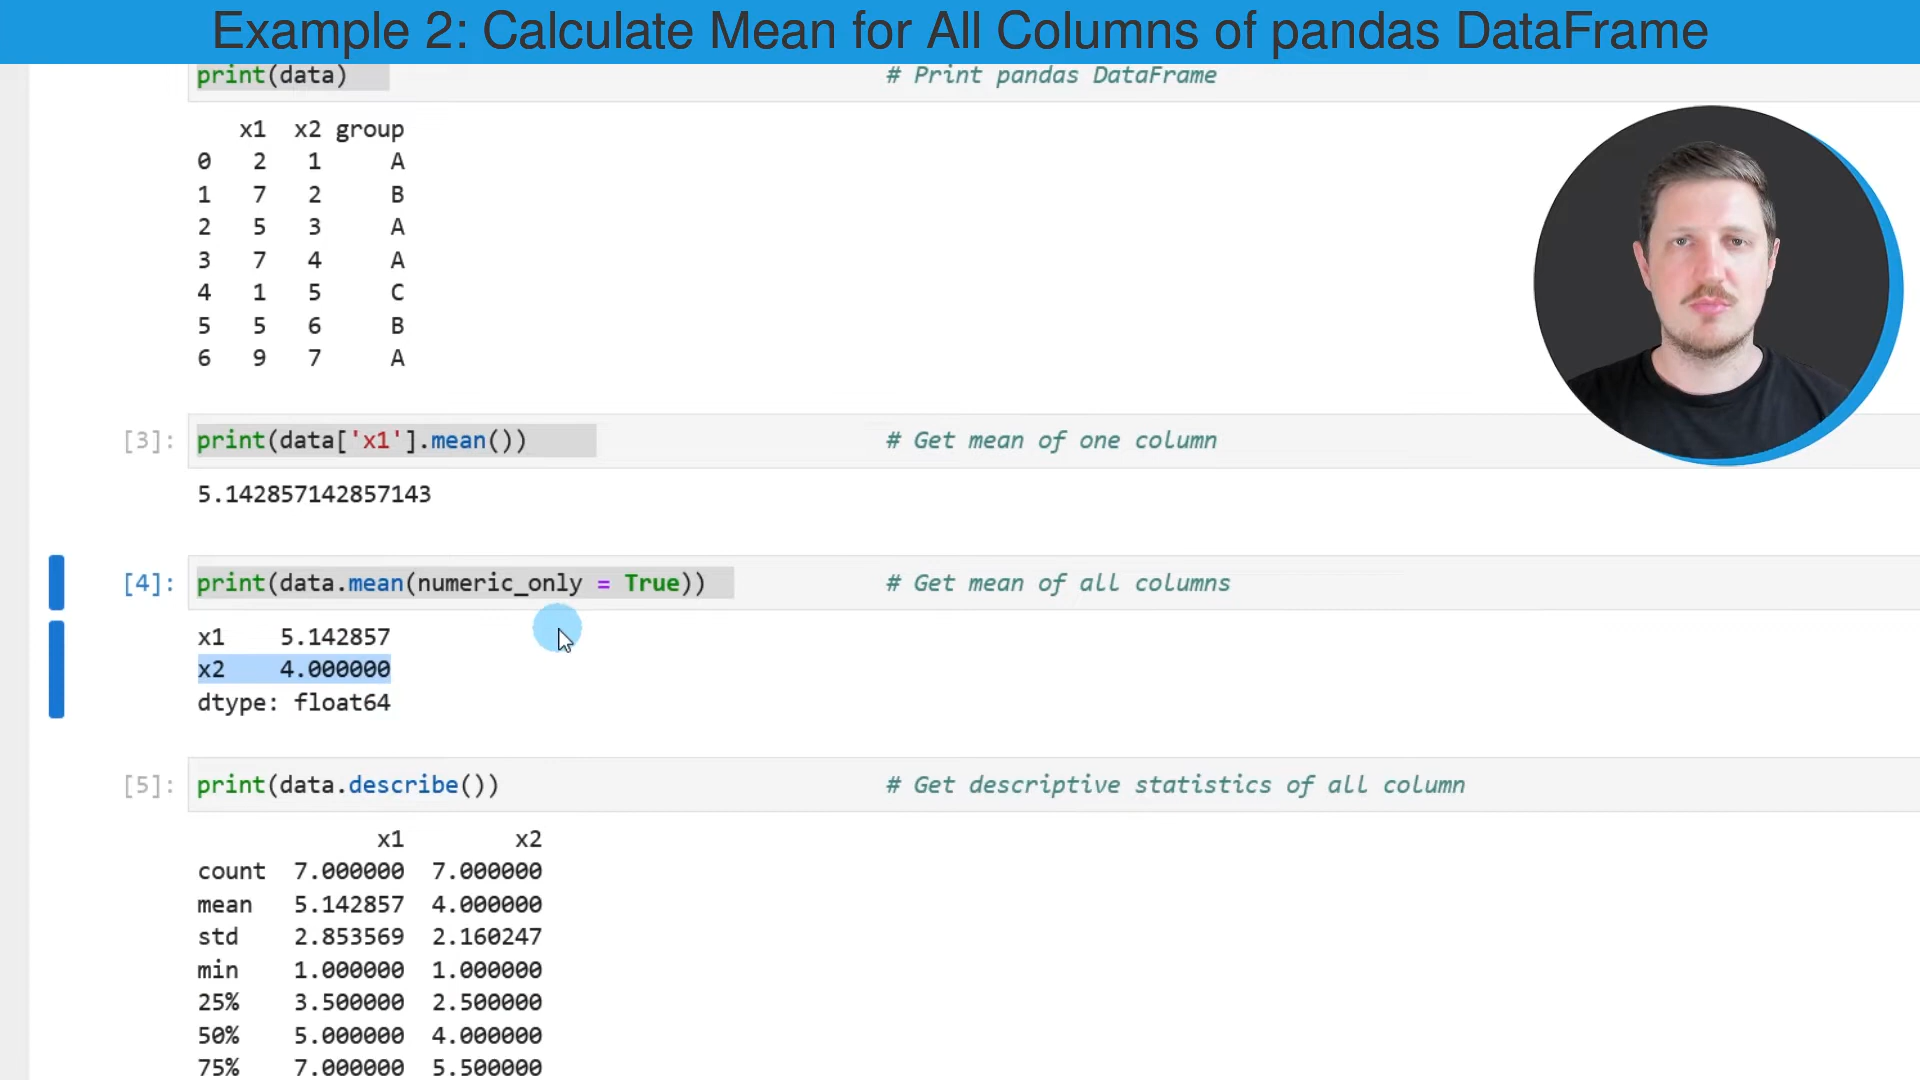 Example 2: Calculate Mean for All Columns of pandas DataFrame
print(data) # Print pandas DataFrame
x1 x2 group
0 2 1 A
1 7 2 B
2 5 3 A
3 7 4 A
4 1 5 C
5 5 6 B
6 9 7 A
[3]: print(data['x1'].mean()) # Get mean of one column
5.142857142857143
[4]: print(data.mean(numeric_only = True)) # Get mean of all columns
x1 5.142857
x2 4.000000
dtype: float64
[5]: print(data.describe()) # Get descriptive statistics of all column
x1 x2
count 7.000000 7.000000
mean 5.142857 4.000000
std 2.853569 2.160247
min 1.000000 1.000000
25% 3.500000 2.500000
50% 5.000000 4.000000
75% 7.000000 5.500000